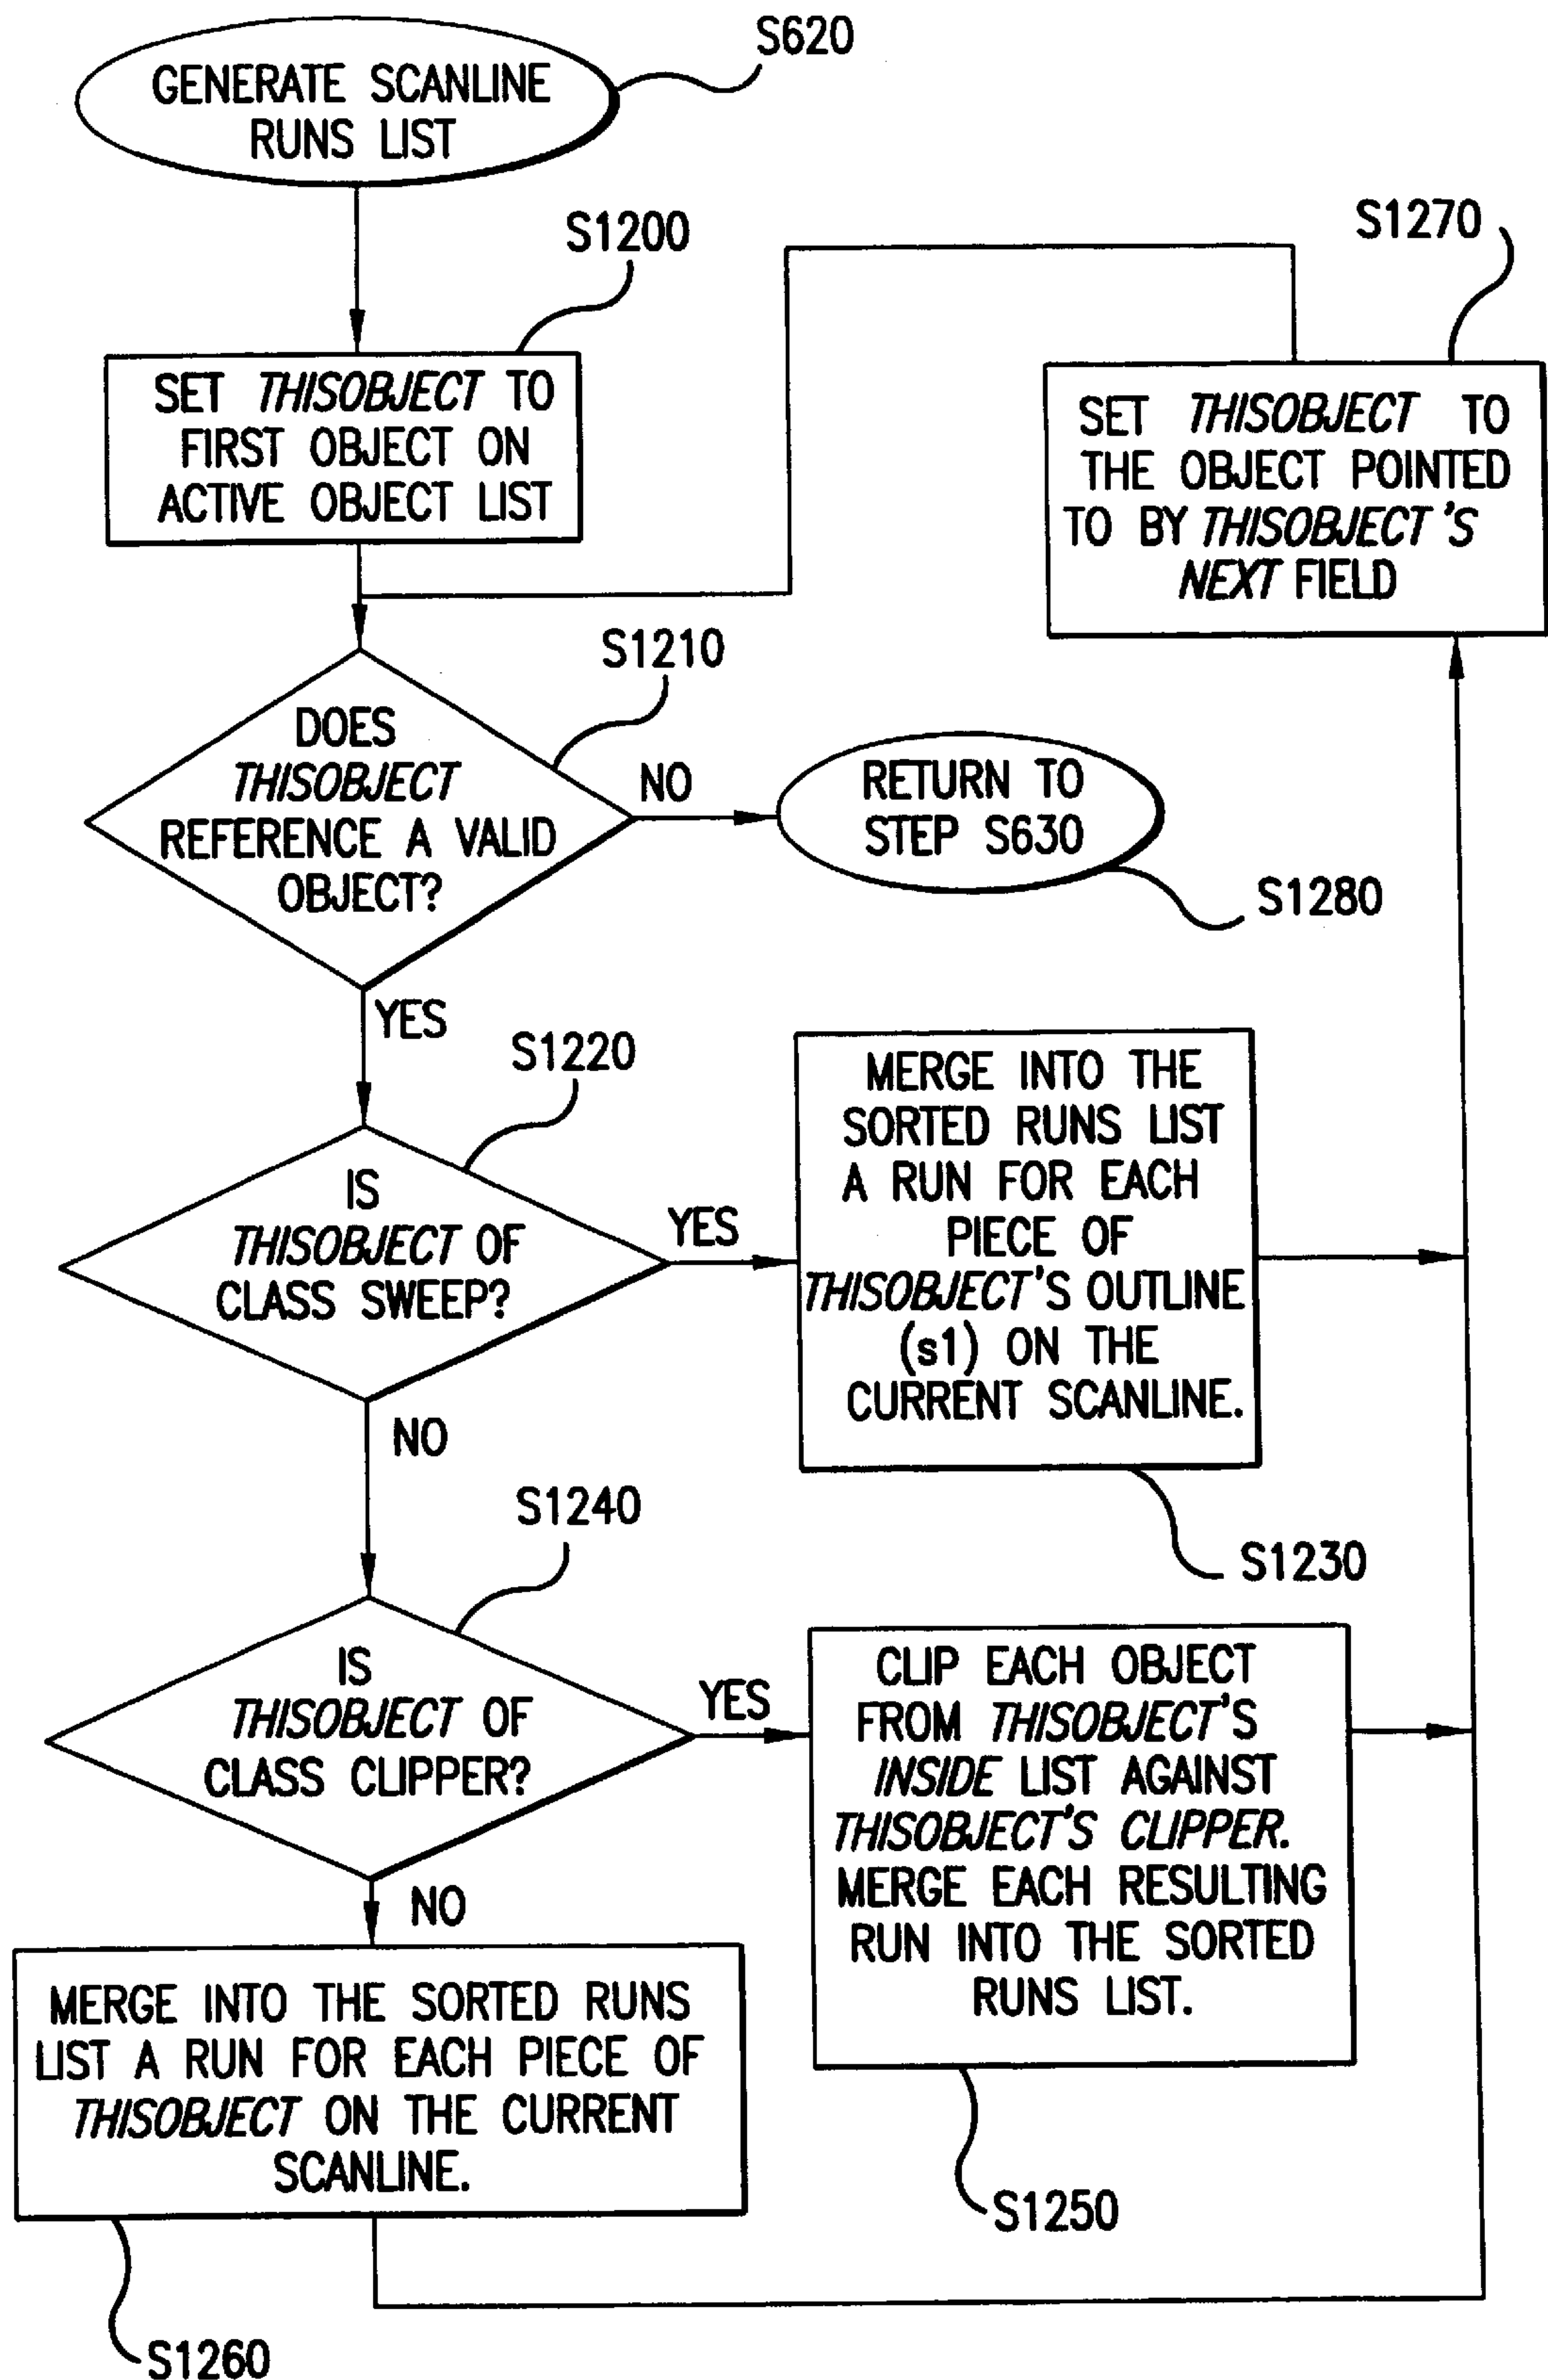 S620
GENERATE SCANLINE
RUNS LIST
S1200
SET THISOBJECT TO
FIRST OBJECT ON
ACTIVE OBJECT LIST
S1270
SET THISOBJECT TO
THE OBJECT POINTED
TO BY THISOBJECT'S
NEXT FIELD
S1210
DOES
THISOBJECT
REFERENCE A VALID
OBJECT?
NO
RETURN TO
STEP S630
S1280
YES
S1220
IS
THISOBJECT OF
CLASS SWEEP?
YES
MERGE INTO THE
SORTED RUNS LIST
A RUN FOR EACH
PIECE OF
THISOBJECT'S OUTLINE
(s1) ON THE
CURRENT SCANLINE.
S1230
NO
S1240
IS
THISOBJECT OF
CLASS CLIPPER?
YES
CLIP EACH OBJECT
FROM THISOBJECT'S
INSIDE LIST AGAINST
THISOBJECT'S CLIPPER.
MERGE EACH RESULTING
RUN INTO THE SORTED
RUNS LIST.
S1250
NO
MERGE INTO THE SORTED RUNS
LIST A RUN FOR EACH PIECE OF
THISOBJECT ON THE CURRENT
SCANLINE.
S1260